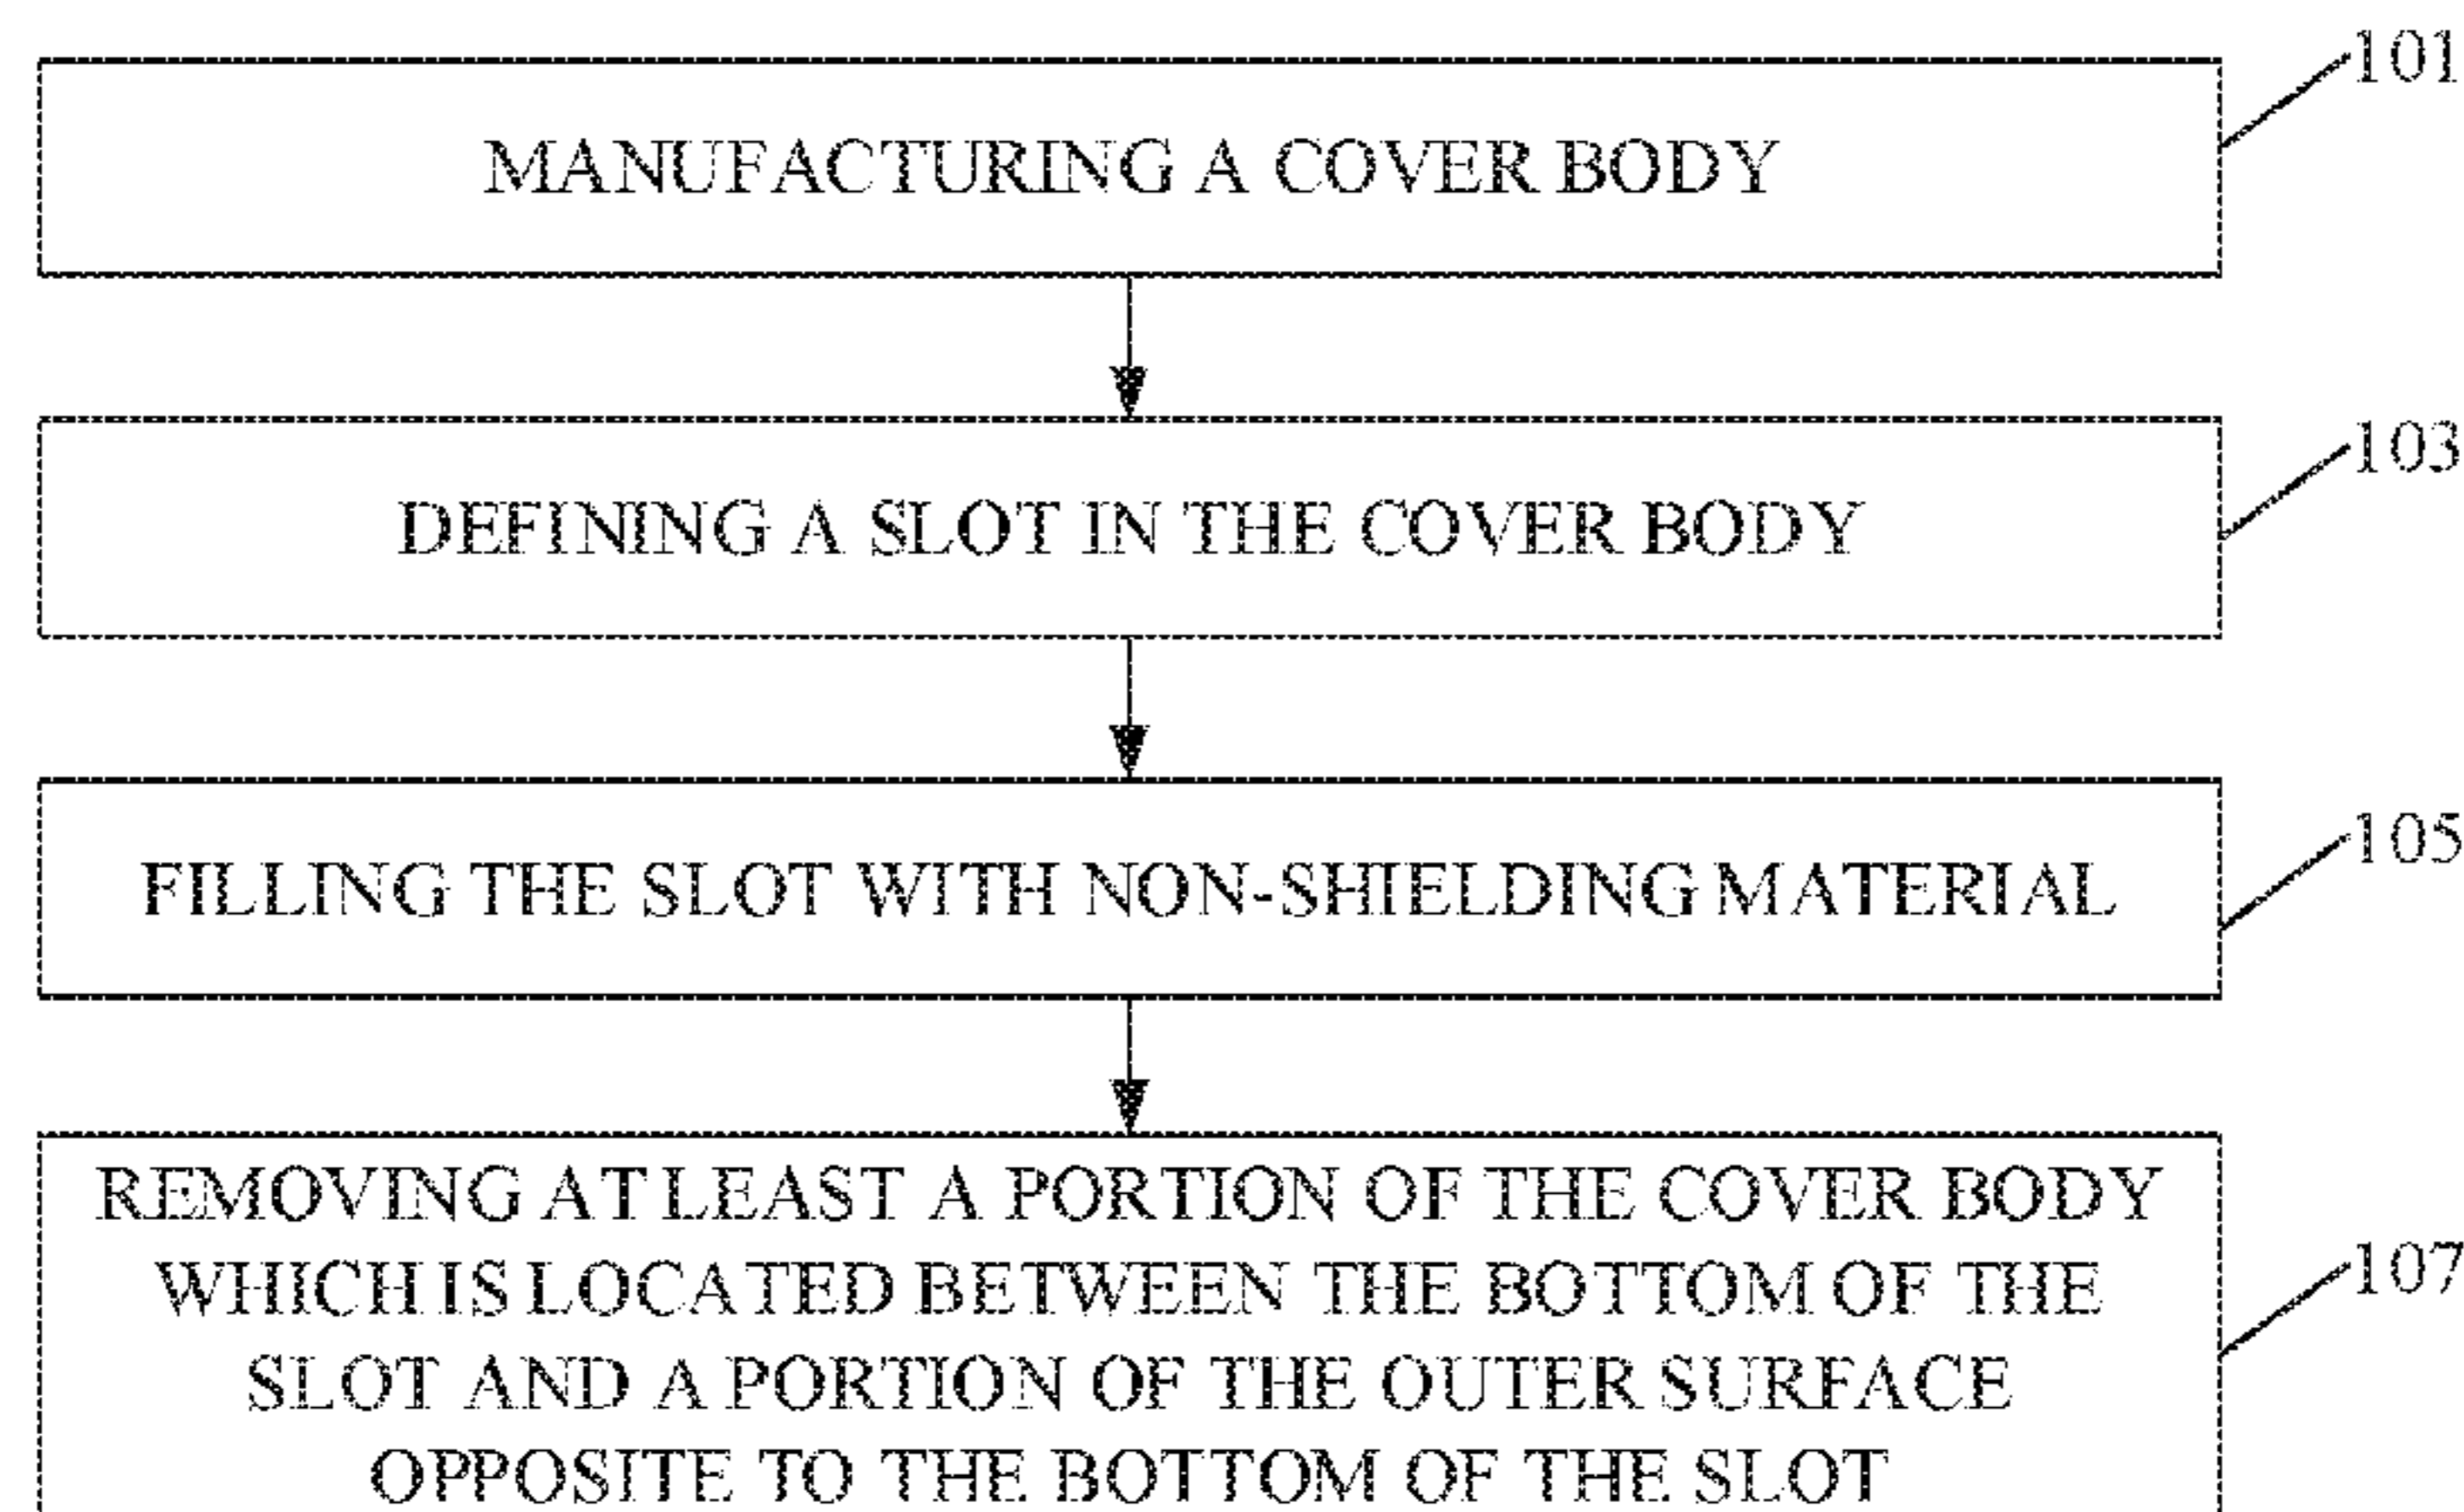 101
MANUFACTURING A COVER BODY
103
DEFINING A SLOT IN THE COVER BODY
105
FILLING THE SLOT WITH NON-SHIELDING MATERIAL
REMOVING AT LEAST A PORTION OF THE COVER BODY
WHICH IS LOCATED BETWEEN THE BOTTOM OF THE
107
SLOT AND A PORTION OF THE OUTER SURFACE
OPPOSITE TO THE BOTTOM OF THE SLOT